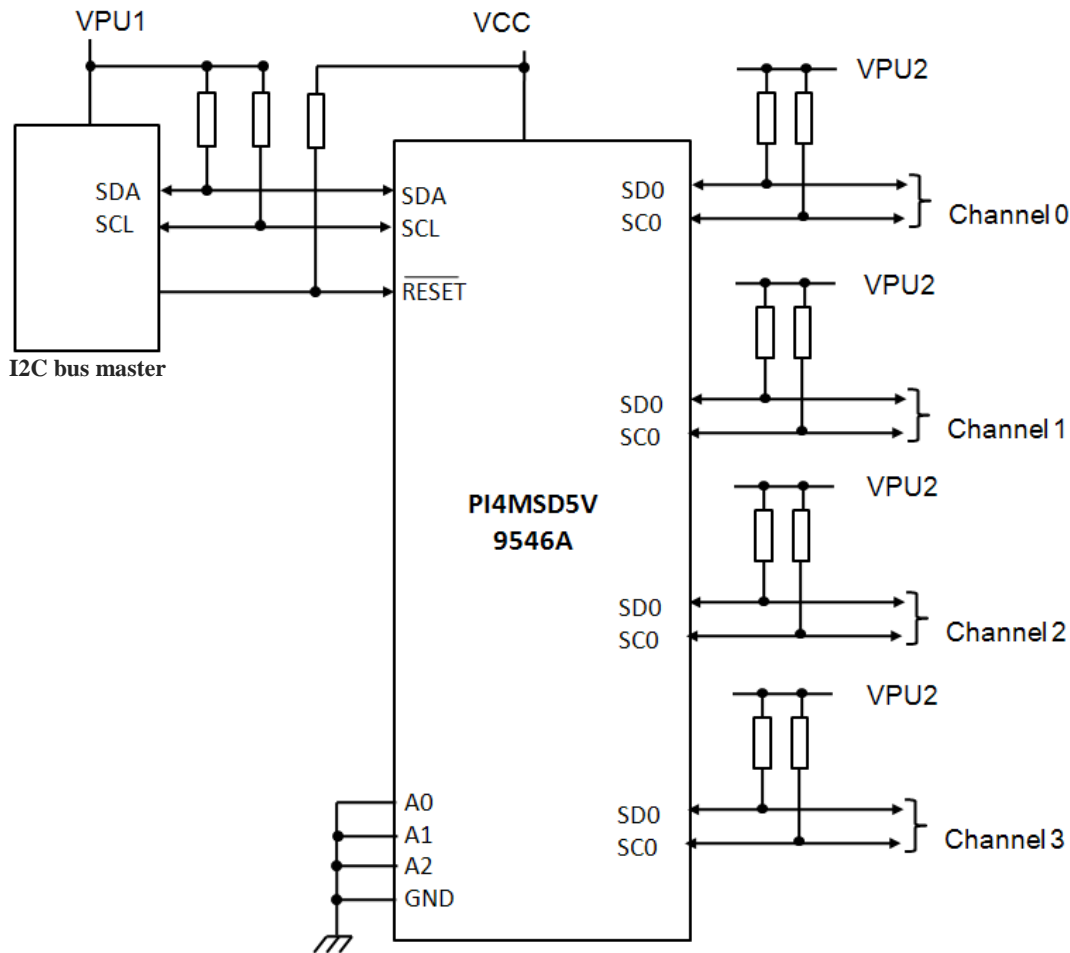 VPU1
VCC
VPU2
SDA
SCL
SDA
SCL
RESET
I2C bus master
SD0
SC0
Channel 0
VPU2
SD0
SC0
Channel 1
PI4MSD5V
9546A
VPU2
SD0
SC0
Channel 2
VPU2
SD0
SC0
Channel 3
A0
A1
A2
GND